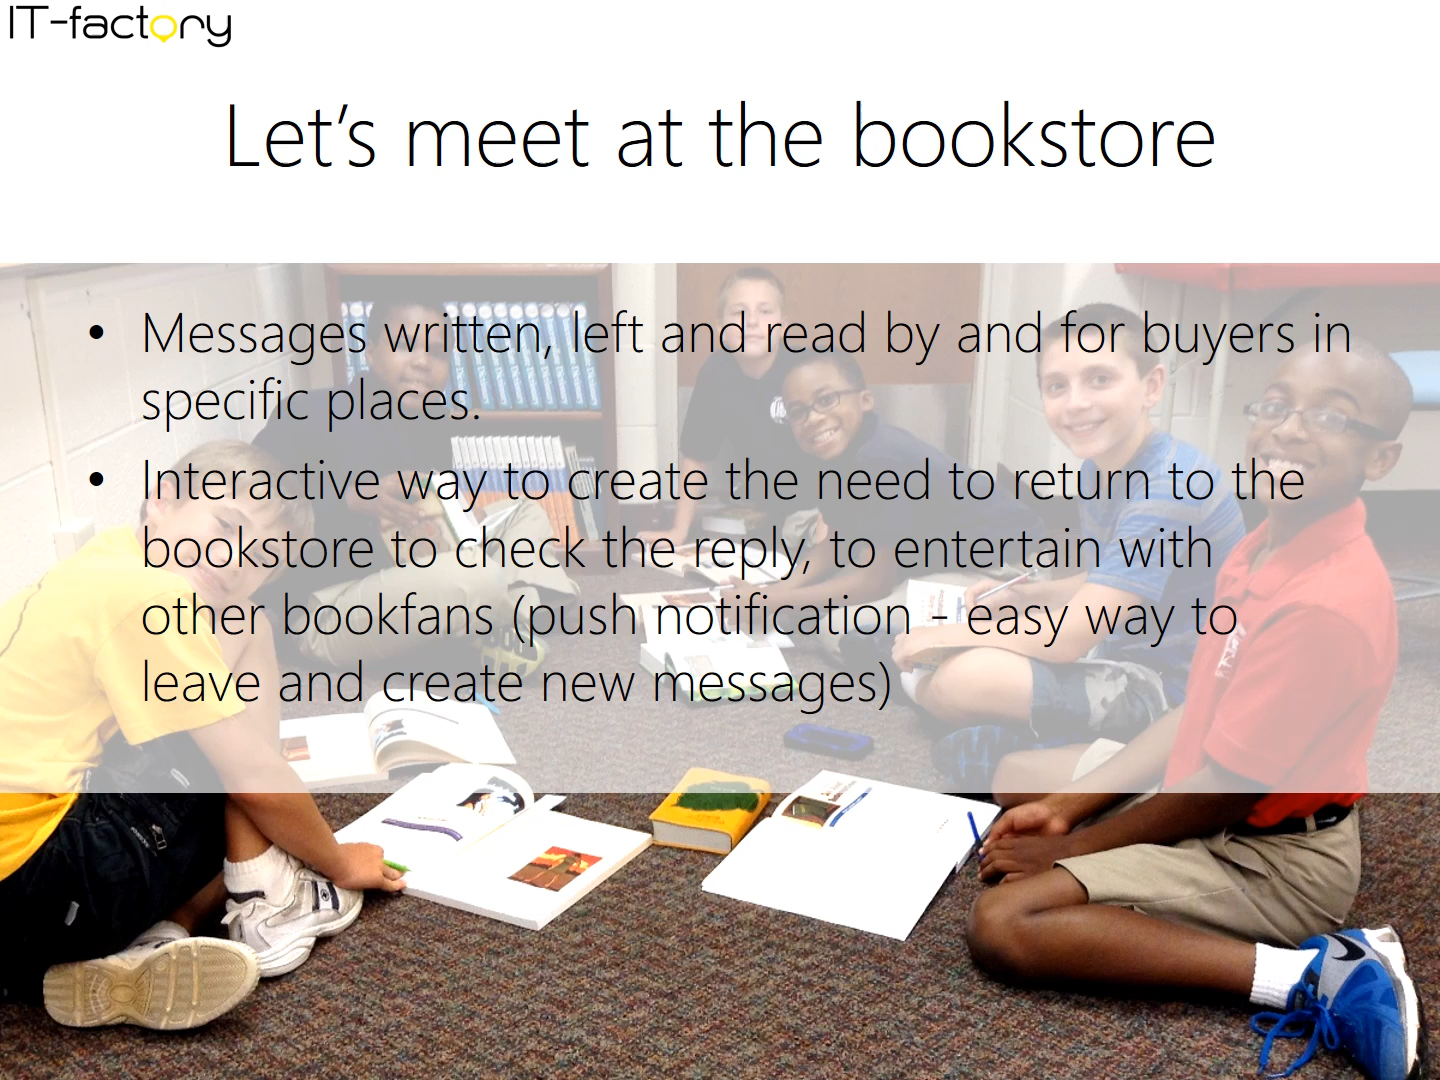 IT-factory
Let’s meet at the bookstore
• Messages written, left and read by and for buyers in
specific places.
• Interactive way to create the need to return to the
bookstore to check the reply, to entertain with
other bookfans (push notification - easy way to
leave and create new messages)